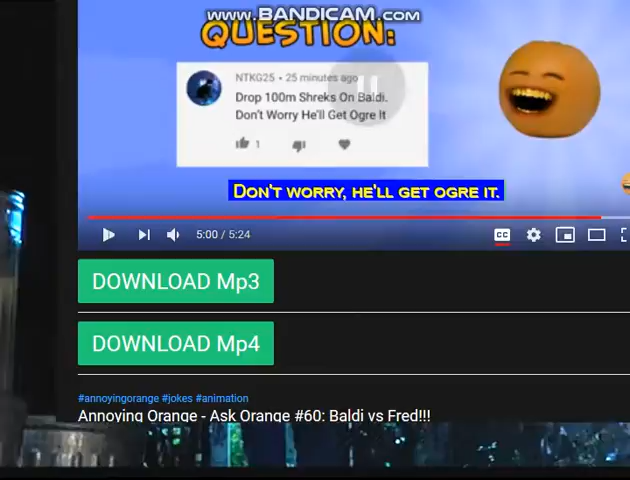 WWW.BANDICAM.COM
QUESTION:
NTKG25 • 25 minutes ago
Drop 100m Shreks On Baldi.
Don't Worry He'll Get Ogre It
1
DON'T WORRY, HE'LL GET OGRE IT.
5:00 / 5:24
CC
DOWNLOAD Mp3
DOWNLOAD Mp4
#annoyingorange #jokes #animation
Annoying Orange - Ask Orange #60: Baldi vs Fred!!!